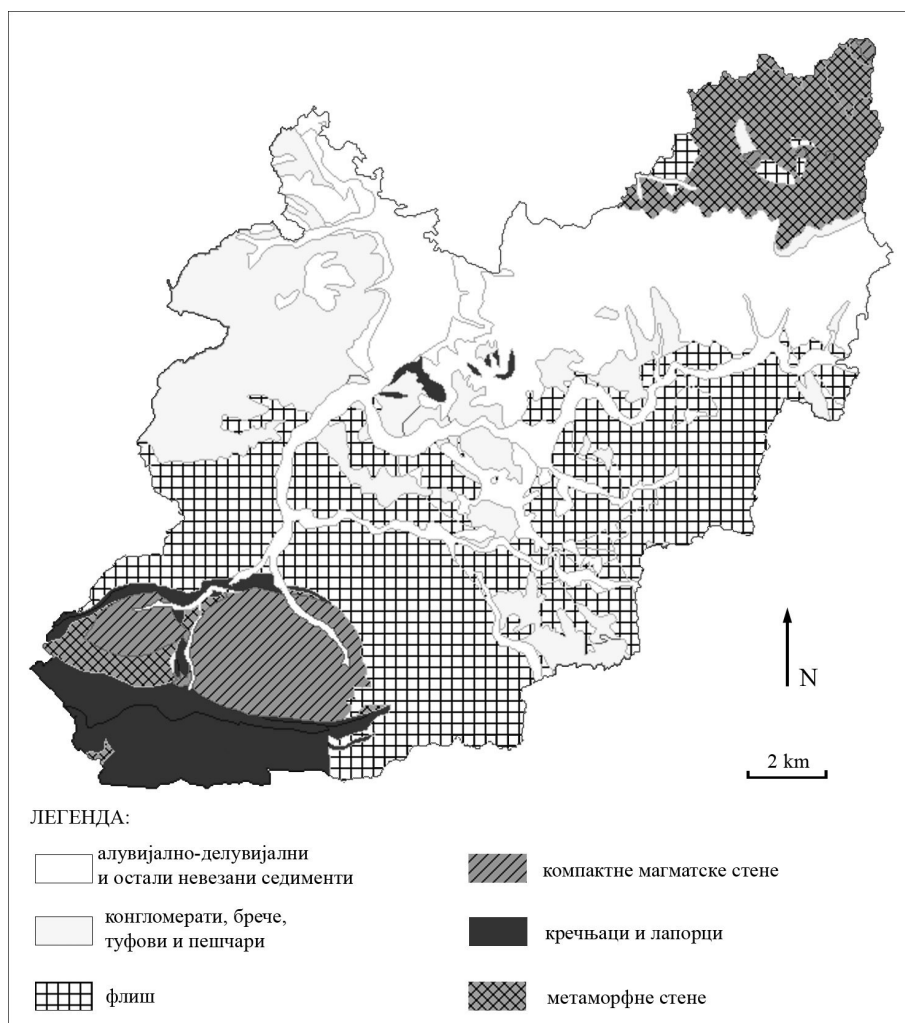 N
2 km
ЛЕГЕНДА:
алувијално-делувијални
и остали невезани седименти
конгломерати, брече,
туфови и пешчари
флиш
компактне магматске стене
кречњаци и лапорци
метаморфне стене